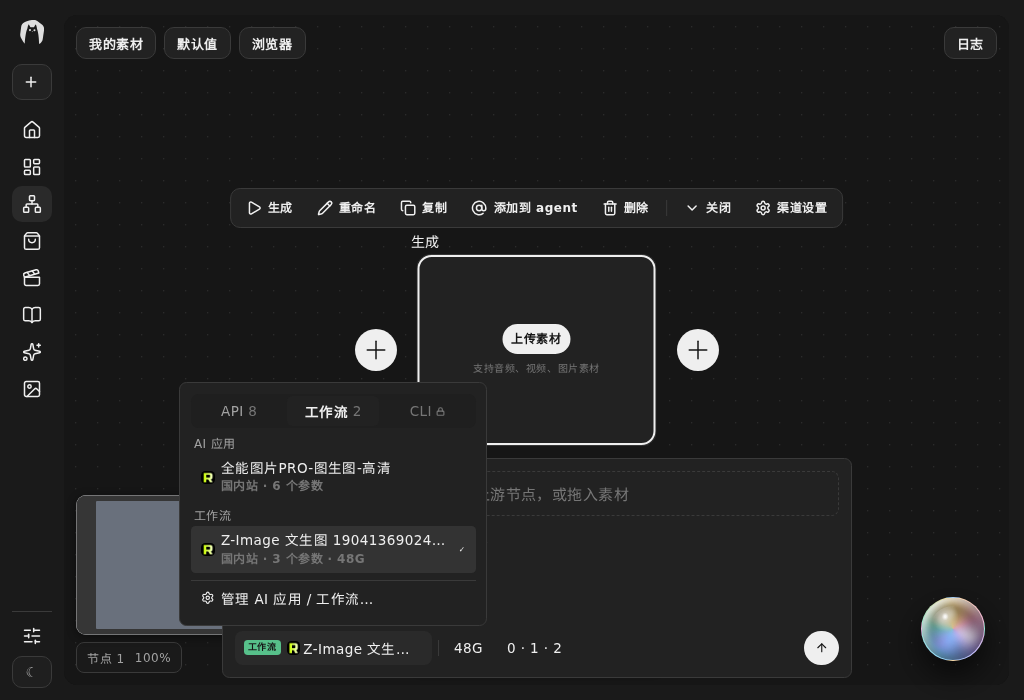 我的素材
默认值
浏览器
日志
生成
重命名
复制
添加到 agent
删除
关闭
渠道设置
生成
上传素材
支持音频、视频、图片素材
API 8
工作流 2
CLI
AI 应用
全能图片PRO-图生图-高清
国内站 · 6 个参数
工作流
Z-Image 文生图 19041369024...
国内站 · 3 个参数 · 48G
管理 AI 应用 / 工作流...
游节点，或拖入素材
工作流
Z-Image 文生...
48G
0 · 1 · 2
节点 1
100%